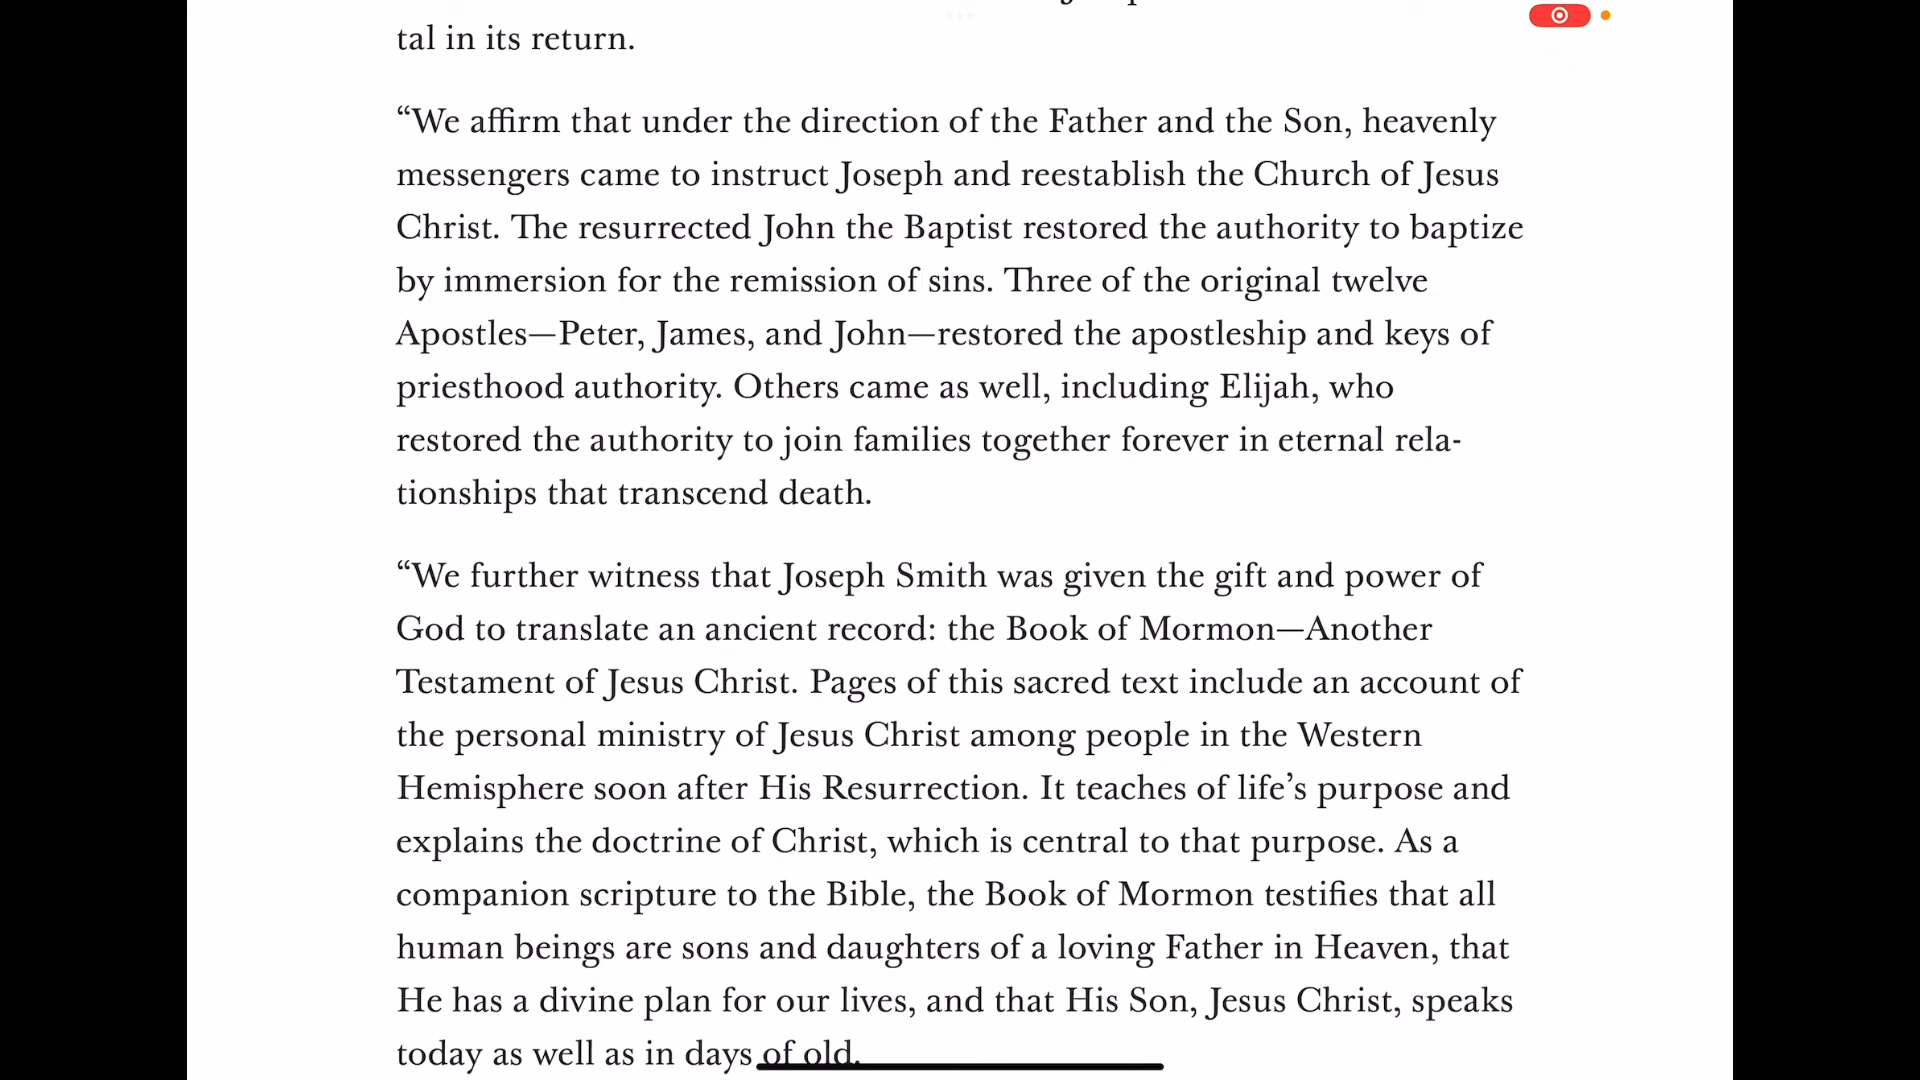 tal in its return.
“We affirm that under the direction of the Father and the Son, heavenly
messengers came to instruct Joseph and reestablish the Church of Jesus
Christ. The resurrected John the Baptist restored the authority to baptize
by immersion for the remission of sins. Three of the original twelve
Apostles—Peter, James, and John—restored the apostleship and keys of
priesthood authority. Others came as well, including Elijah, who
restored the authority to join families together forever in eternal rela-
tionships that transcend death.
“We further witness that Joseph Smith was given the gift and power of
God to translate an ancient record: the Book of Mormon—Another
Testament of Jesus Christ. Pages of this sacred text include an account of
the personal ministry of Jesus Christ among people in the Western
Hemisphere soon after His Resurrection. It teaches of life’s purpose and
explains the doctrine of Christ, which is central to that purpose. As a
companion scripture to the Bible, the Book of Mormon testifies that all
human beings are sons and daughters of a loving Father in Heaven, that
He has a divine plan for our lives, and that His Son, Jesus Christ, speaks
today as well as in days of old.